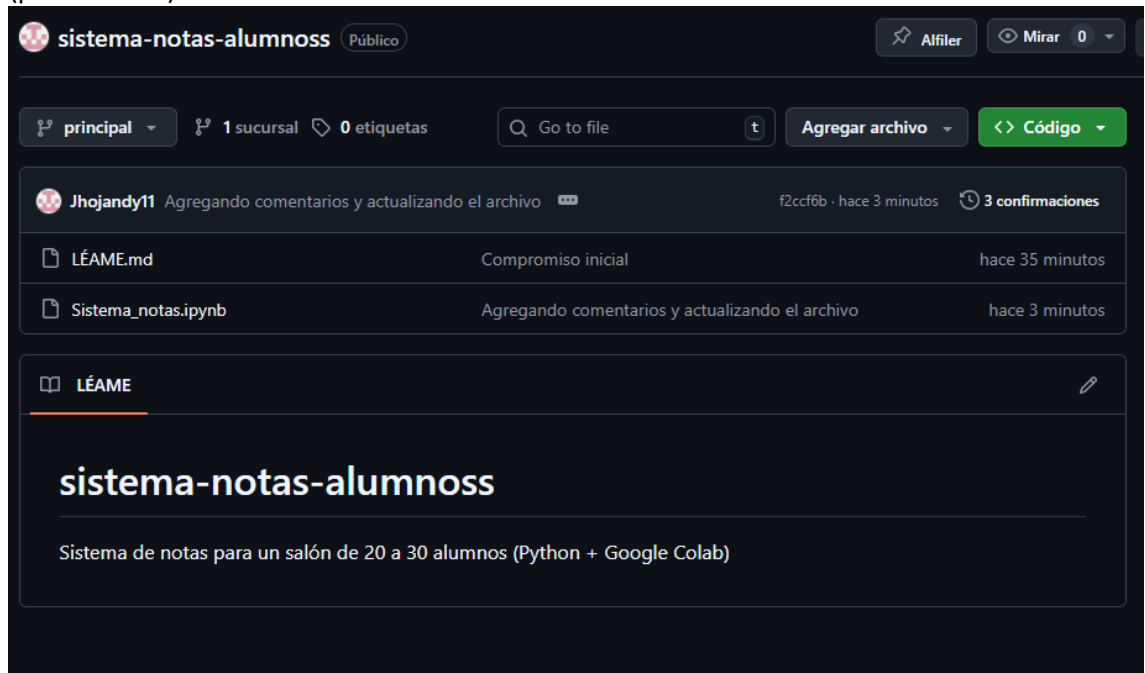 sistema-notas-alumnoss Público Alfiler Mirar 0
principal 1 sucursal 0 etiquetas Go to file t Agregar archivo <> Código
Jhojandy11 Agregando comentarios y actualizando el archivo f2ccf6b · hace 3 minutos 3 confirmaciones
LÉAME.md Compromiso inicial hace 35 minutos
Sistema_notas.ipynb Agregando comentarios y actualizando el archivo hace 3 minutos
LÉAME
sistema-notas-alumnoss
Sistema de notas para un salón de 20 a 30 alumnos (Python + Google Colab)